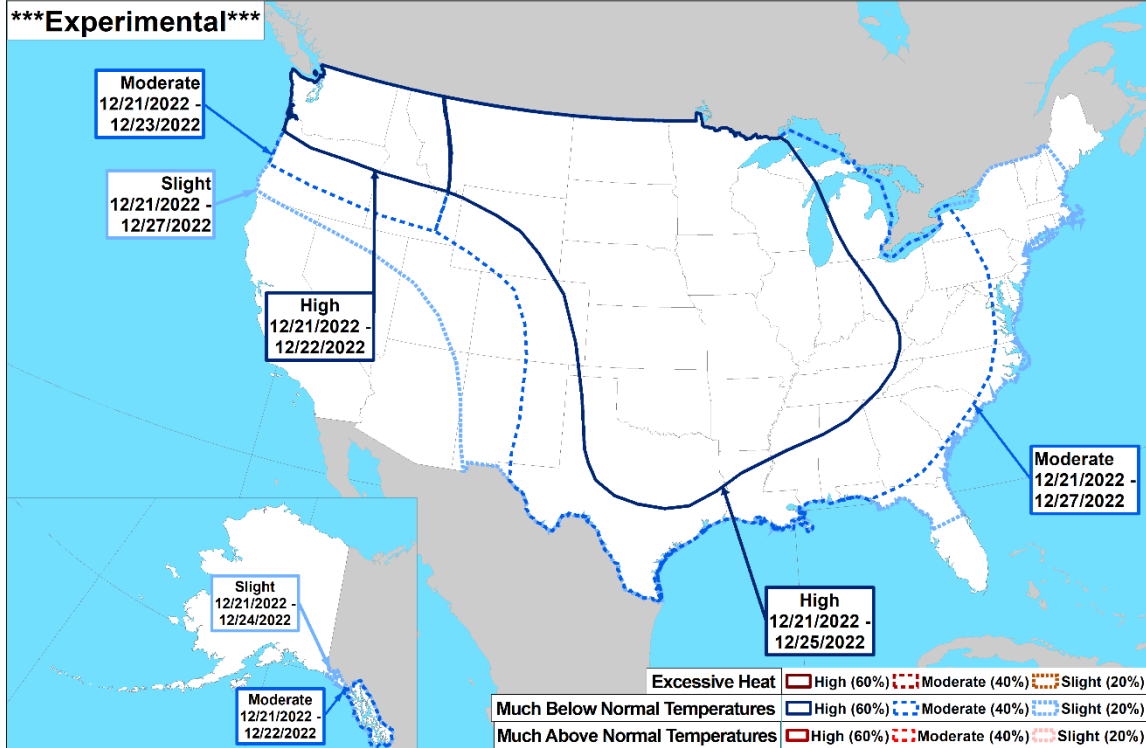 ***Experimental***
Moderate
12/21/2022 -
12/23/2022
Slight
12/21/2022 -
12/27/2022
High
12/21/2022 -
12/22/2022
Moderate
12/21/2022 -
12/27/2022
High
12/21/2022 -
12/25/2022
Slight
12/21/2022 -
12/24/2022
Moderate
12/21/2022 -
12/22/2022
Excessive Heat High (60%) Moderate (40%) Slight (20%)
Much Below Normal Temperatures High (60%) Moderate (40%) Slight (20%)
Much Above Normal Temperatures High (60%) Moderate (40%) Slight (20%)